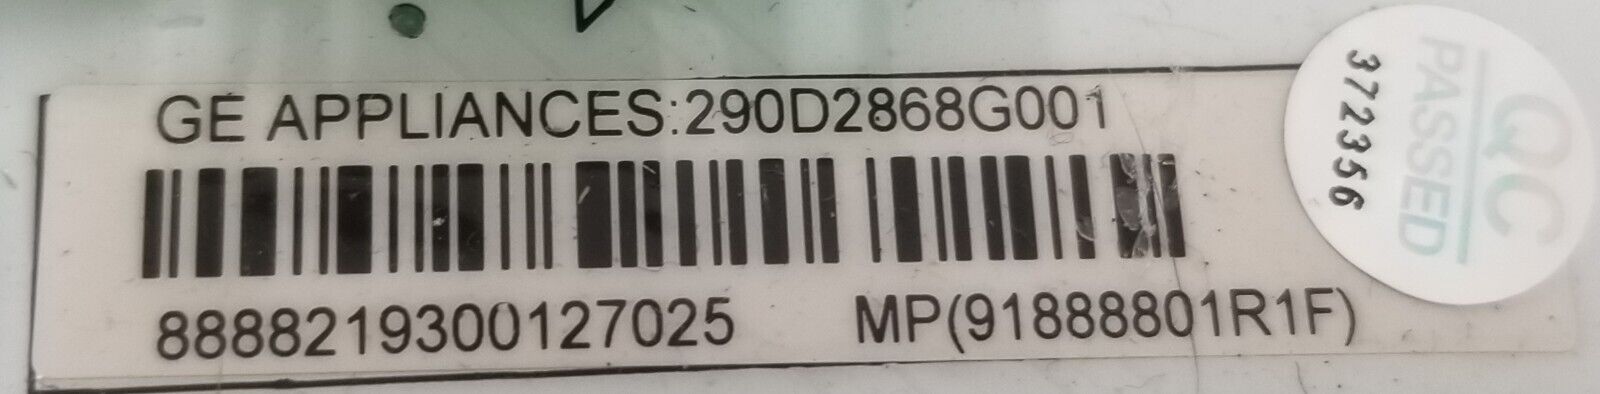 GE APPLIANCES:290D2868G001
8888219300127025 MP(91888801R1F)
QC
PASSED
372356